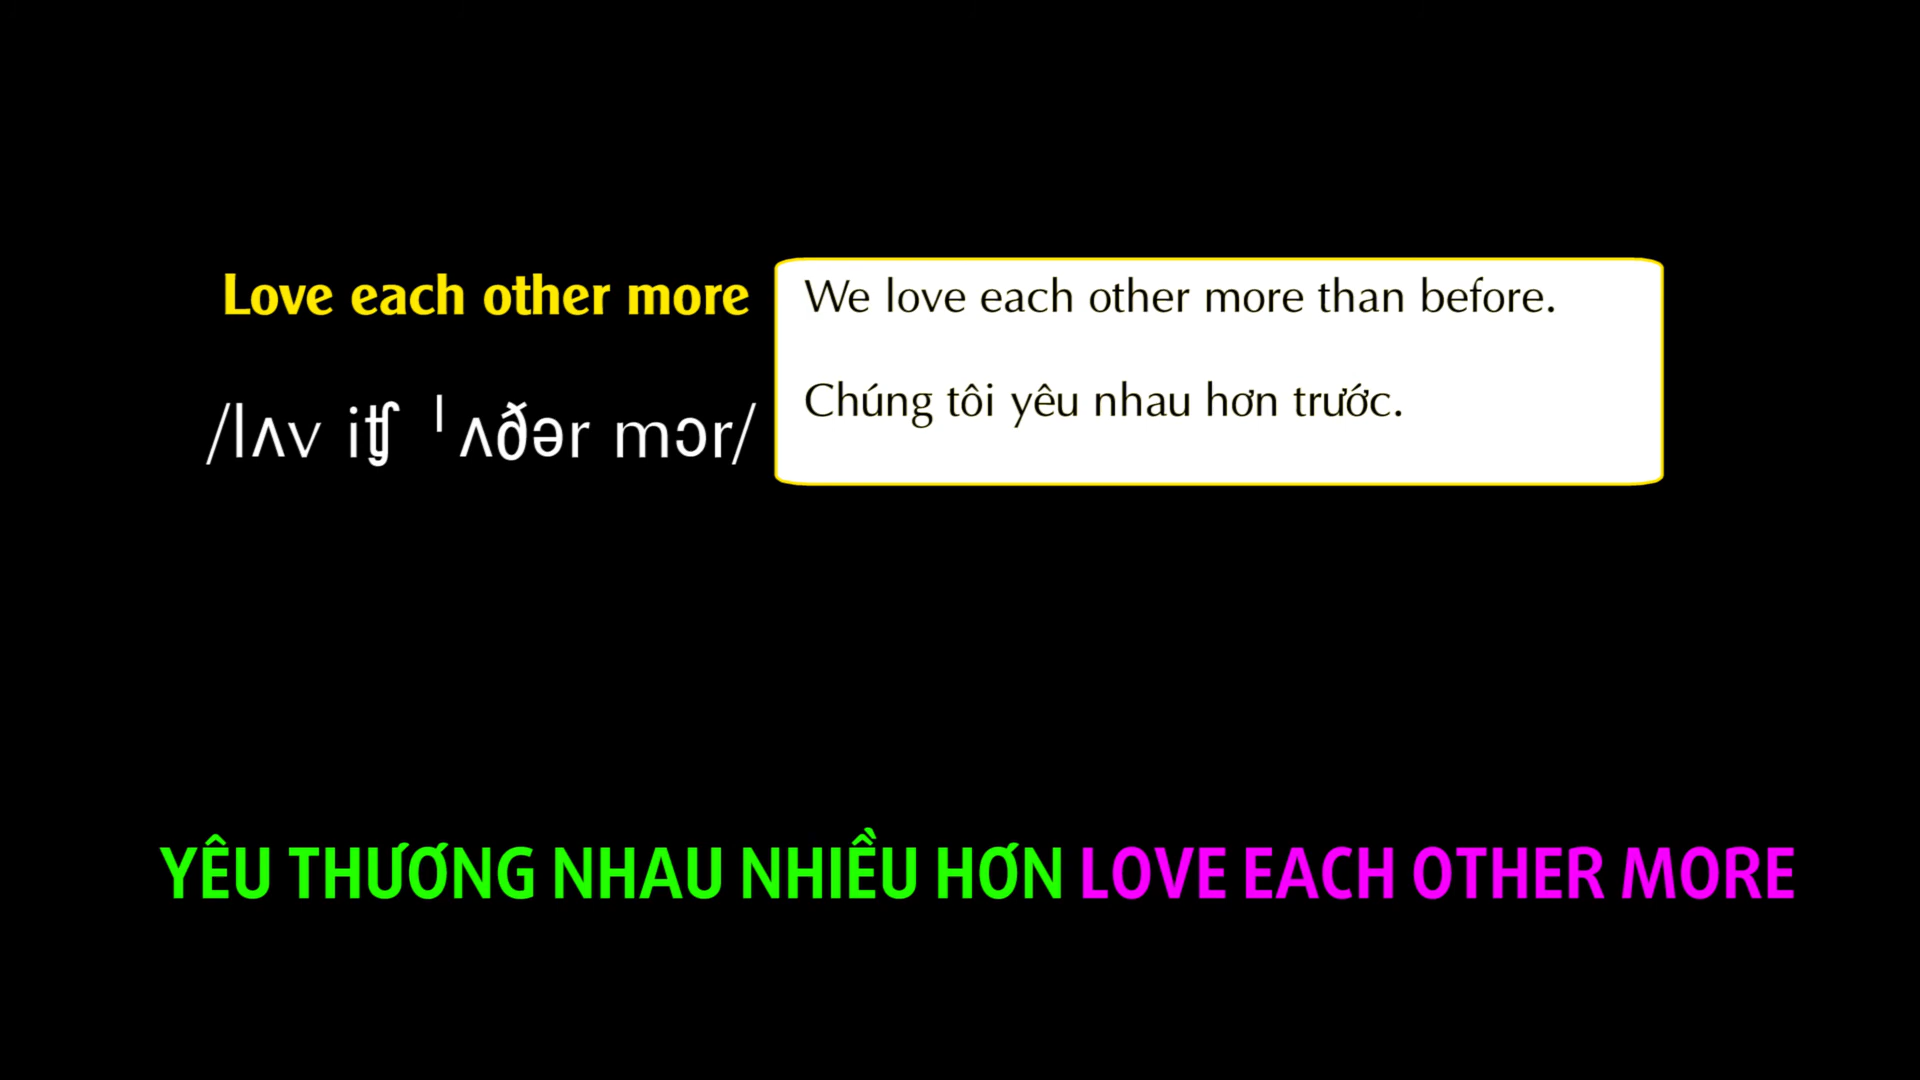 Love each other more
/lʌv iʧ ˈʌðər mɔr/
We love each other more than before.
Chúng tôi yêu nhau hơn trước.
YÊU THƯƠNG NHAU NHIỀU HƠN LOVE EACH OTHER MORE